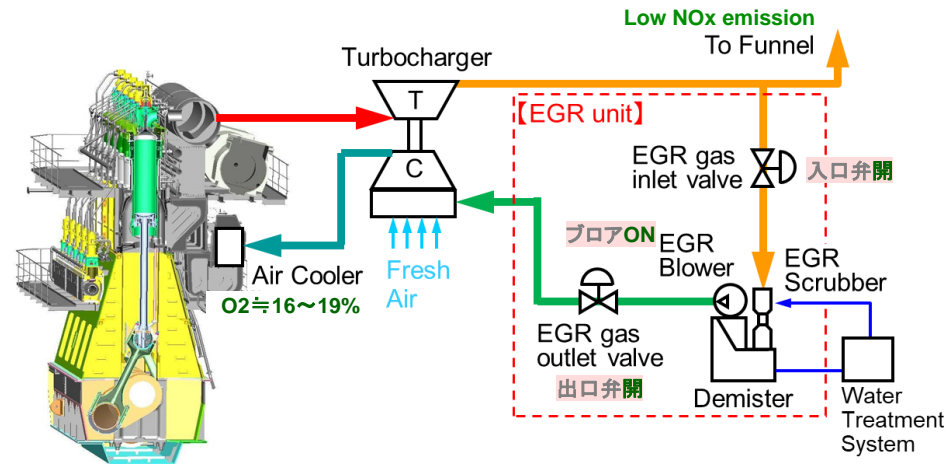 Low NOx emission
To Funnel
Turbocharger
T
【EGR unit】
EGR gas
inlet valve
入口弁開
C
ブロアON
EGR
Blower
EGR
Scrubber
Fresh
Air
Air Cooler
O2≒16～19%
EGR gas
outlet valve
出口弁開
Demister
Water
Treatment
System